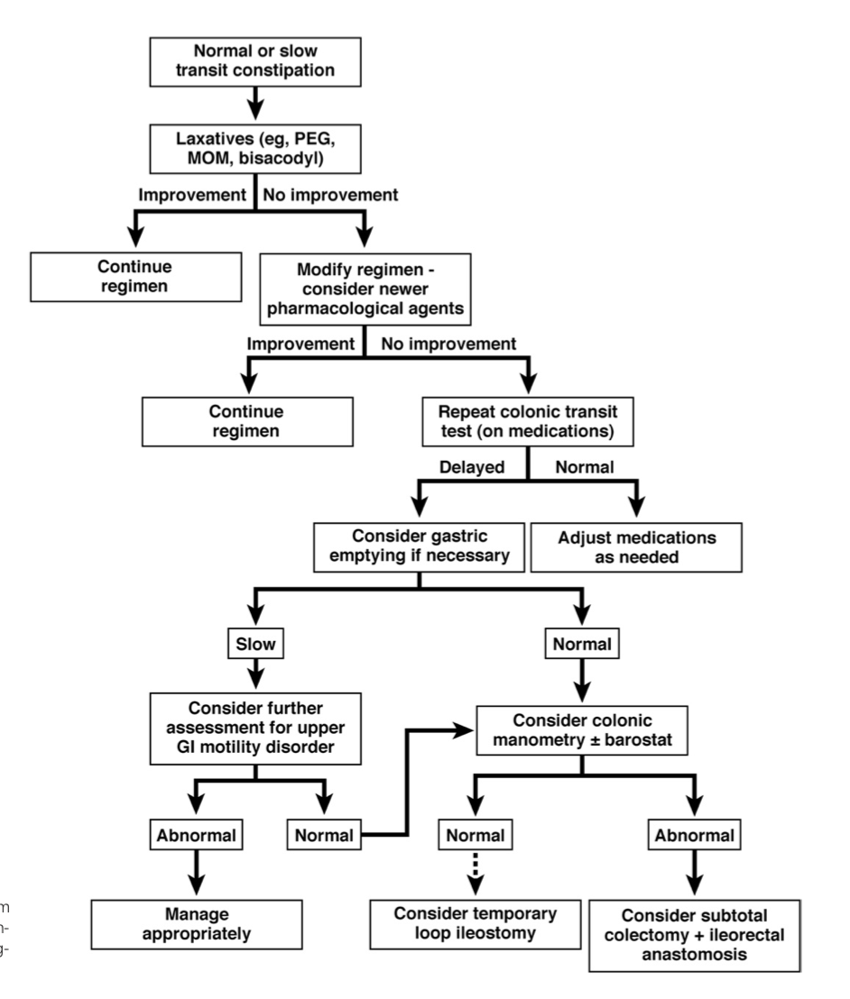 Normal or slow
transit constipation
Laxatives (eg, PEG,
MOM, bisacodyl)
Improvement
No improvement
Continue
regimen
Modify regimen -
consider newer
pharmacological agents
Improvement
No improvement
Continue
regimen
Repeat colonic transit
test (on medications)
Delayed
Normal
Consider gastric
emptying if necessary
Adjust medications
as needed
Slow
Normal
Consider further
assessment for upper
GI motility disorder
Consider colonic
manometry ± barostat
Abnormal
Normal
Normal
Abnormal
Manage
appropriately
Consider temporary
loop ileostomy
Consider subtotal
colectomy + ileorectal
anastomosis